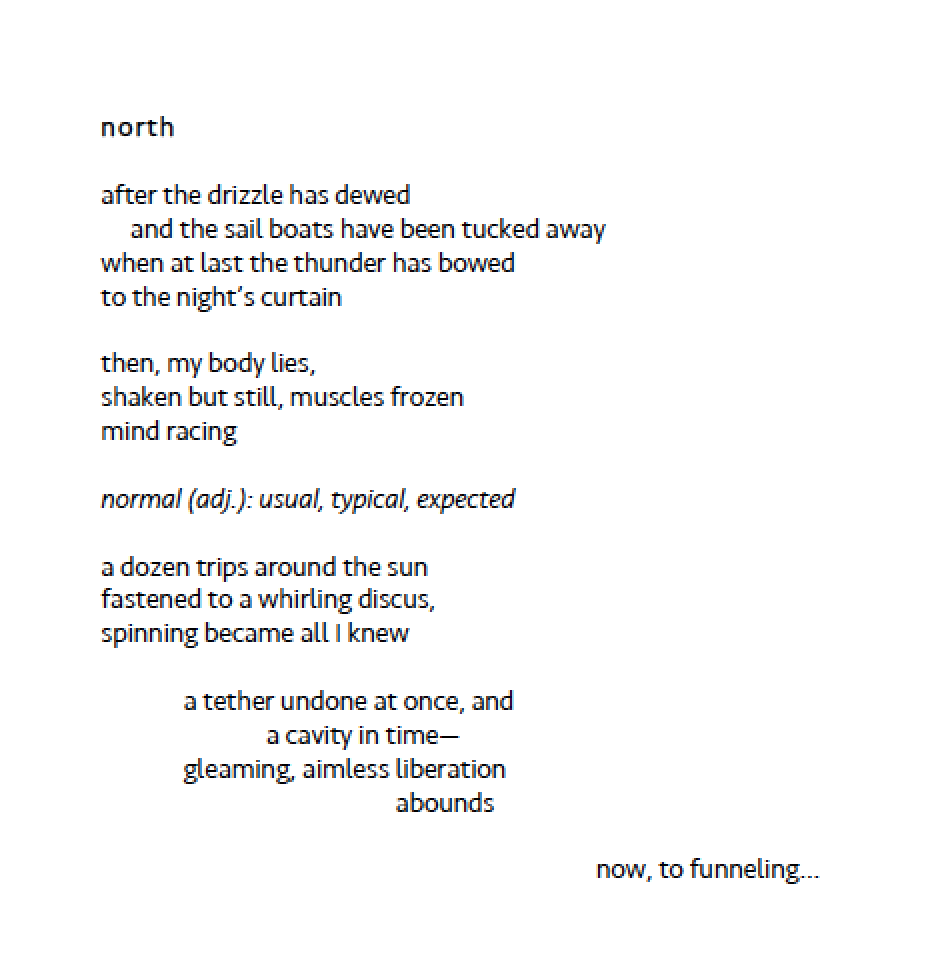 north
after the drizzle has dewed
and the sail boats have been tucked away
when at last the thunder has bowed
to the night's curtain
then, my body lies,
shaken but still, muscles frozen
mind racing
normal (adj.): usual, typical, expected
a dozen trips around the sun
fastened to a whirling discus,
spinning became all I knew
a tether undone at once, and
a cavity in time—
gleaming, aimless liberation
abounds
now, to funneling...